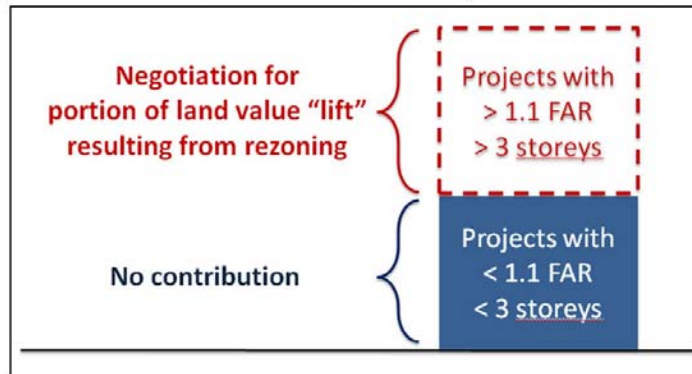 Negotiation for
portion of land value “lift”
resulting from rezoning
Projects with
> 1.1 FAR
> 3 storeys
No contribution
Projects with
< 1.1 FAR
< 3 storeys